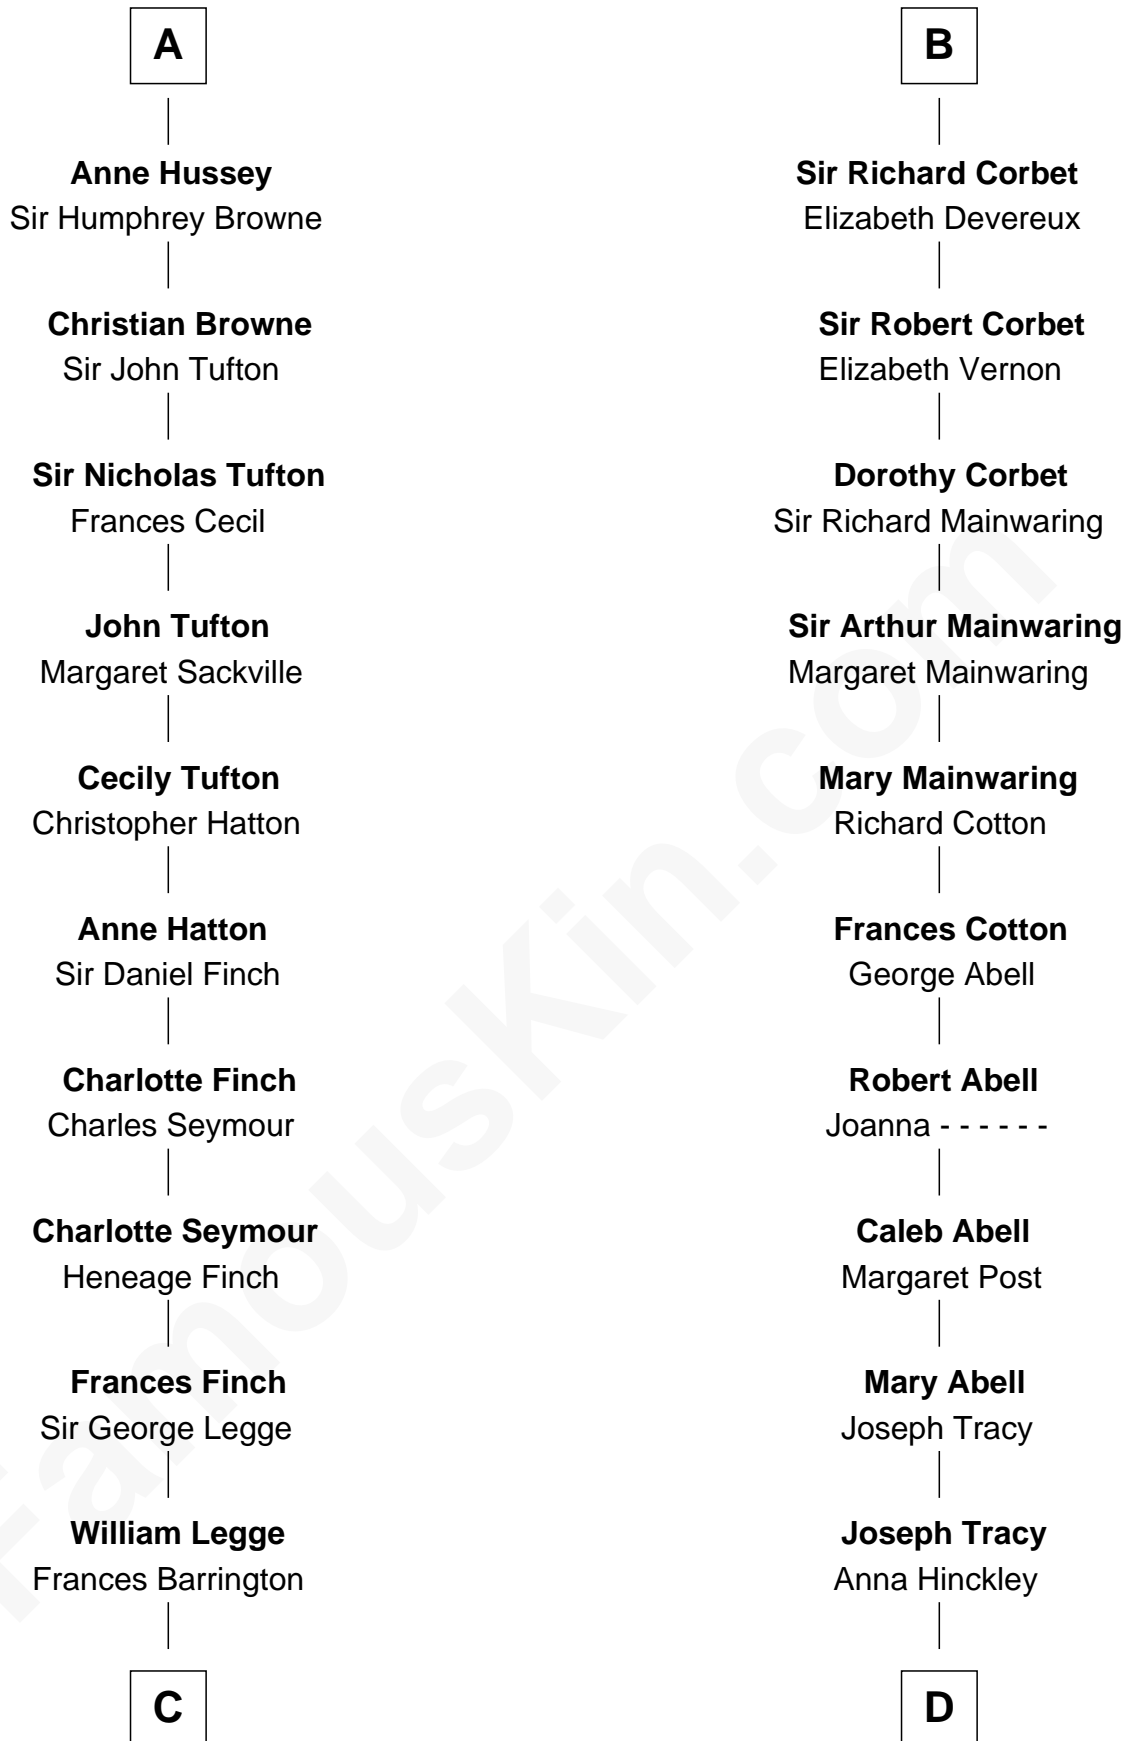 A
Anne Hussey
Sir Humphrey Browne
Christian Browne
Sir John Tufton
Sir Nicholas Tufton
Frances Cecil
John Tufton
Margaret Sackville
Cecily Tufton
Christopher Hatton
Anne Hatton
Sir Daniel Finch
Charlotte Finch
Charles Seymour
Charlotte Seymour
Heneage Finch
Frances Finch
Sir George Legge
William Legge
Frances Barrington
C
B
Sir Richard Corbet
Elizabeth Devereux
Sir Robert Corbet
Elizabeth Vernon
Dorothy Corbet
Sir Richard Mainwaring
Sir Arthur Mainwaring
Margaret Mainwaring
Mary Mainwaring
Richard Cotton
Frances Cotton
George Abell
Robert Abell
Joanna - - - - - -
Caleb Abell
Margaret Post
Mary Abell
Joseph Tracy
Joseph Tracy
Anna Hinckley
D
FamousKin.com